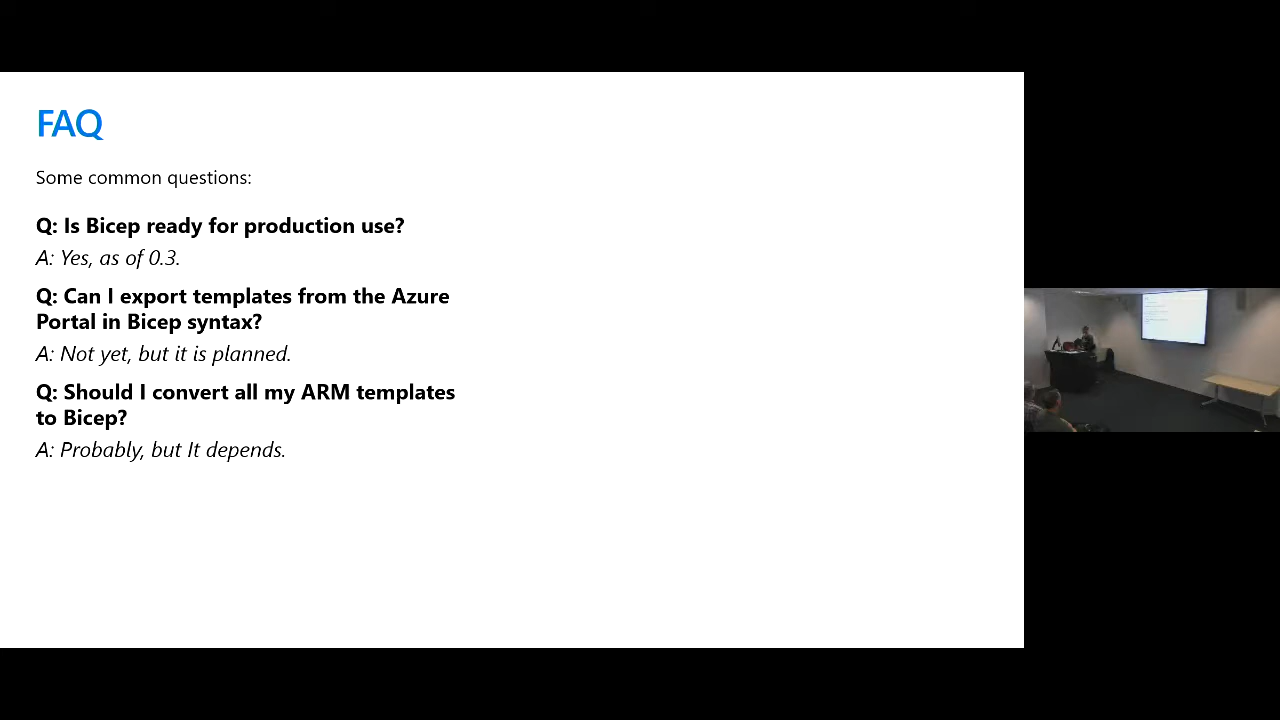 FAQ
Some common questions:
Q: Is Bicep ready for production use?
A: Yes, as of 0.3.
Q: Can I export templates from the Azure
Portal in Bicep syntax?
A: Not yet, but it is planned.
Q: Should I convert all my ARM templates
to Bicep?
A: Probably, but It depends.